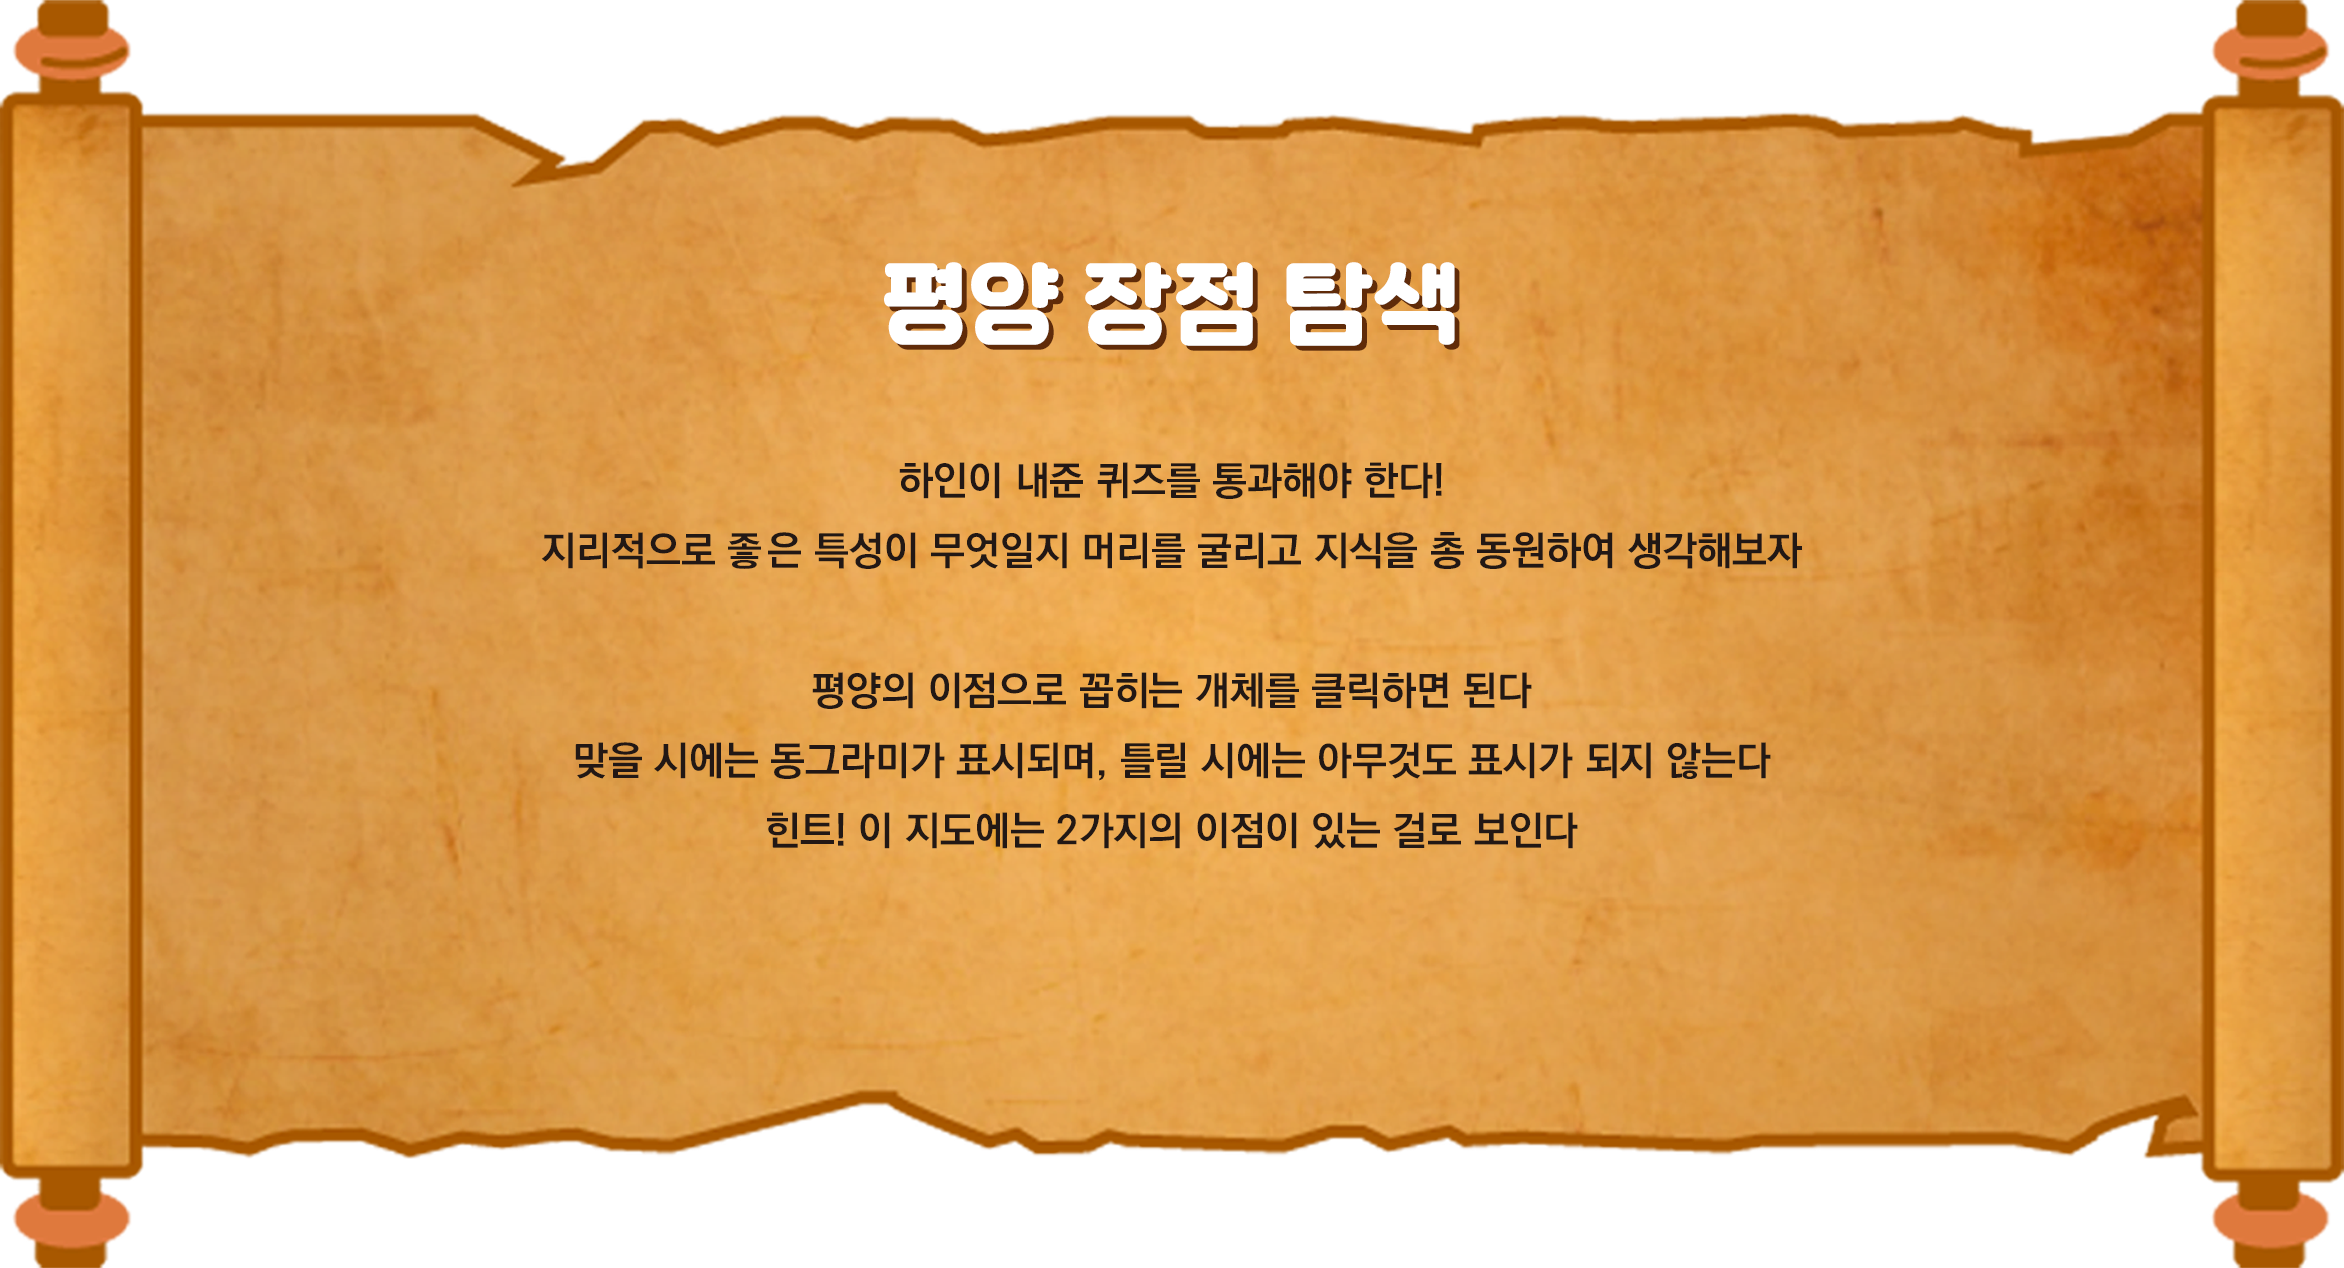 평양 장점 탐색
하인이 내준 퀴즈를 통과해야 한다!
지리적으로 좋은 특성이 무엇일지 머리를 굴리고 지식을 총 동원하여 생각해보자
평양의 이점으로 꼽히는 개체를 클릭하면 된다
맞을 시에는 동그라미가 표시되며, 틀릴 시에는 아무것도 표시가 되지 않는다
힌트! 이 지도에는 2가지의 이점이 있는 걸로 보인다